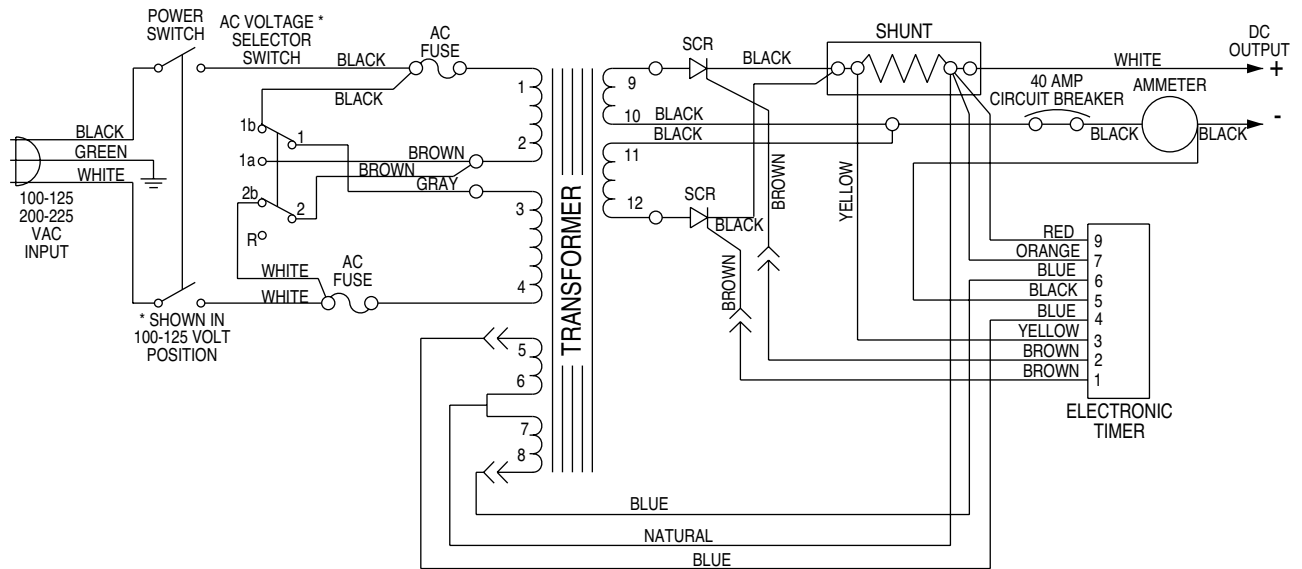 POWER
SWITCH
AC VOLTAGE *
SELECTOR
SWITCH
BLACK
AC
FUSE
BLACK
1b
1
1a
BROWN
BROWN
GRAY
2b
2
R
WHITE
WHITE
AC
FUSE
BLACK
GREEN
WHITE
100-125
200-225
VAC
INPUT
* SHOWN IN
100-125 VOLT
POSITION
1
2
3
4
5
6
7
8
TRANSFORMER
9
10
11
12
SCR
BLACK
BLACK
BLACK
SCR
BLACK
BROWN
BROWN
YELLOW
SHUNT
WHITE
DC
OUTPUT
+
40 AMP
CIRCUIT BREAKER
AMMETER
BLACK
BLACK
-
RED 9
ORANGE 7
BLUE 6
BLACK 5
BLUE 4
YELLOW 3
BROWN 2
BROWN 1
ELECTRONIC
TIMER
BLUE
NATURAL
BLUE